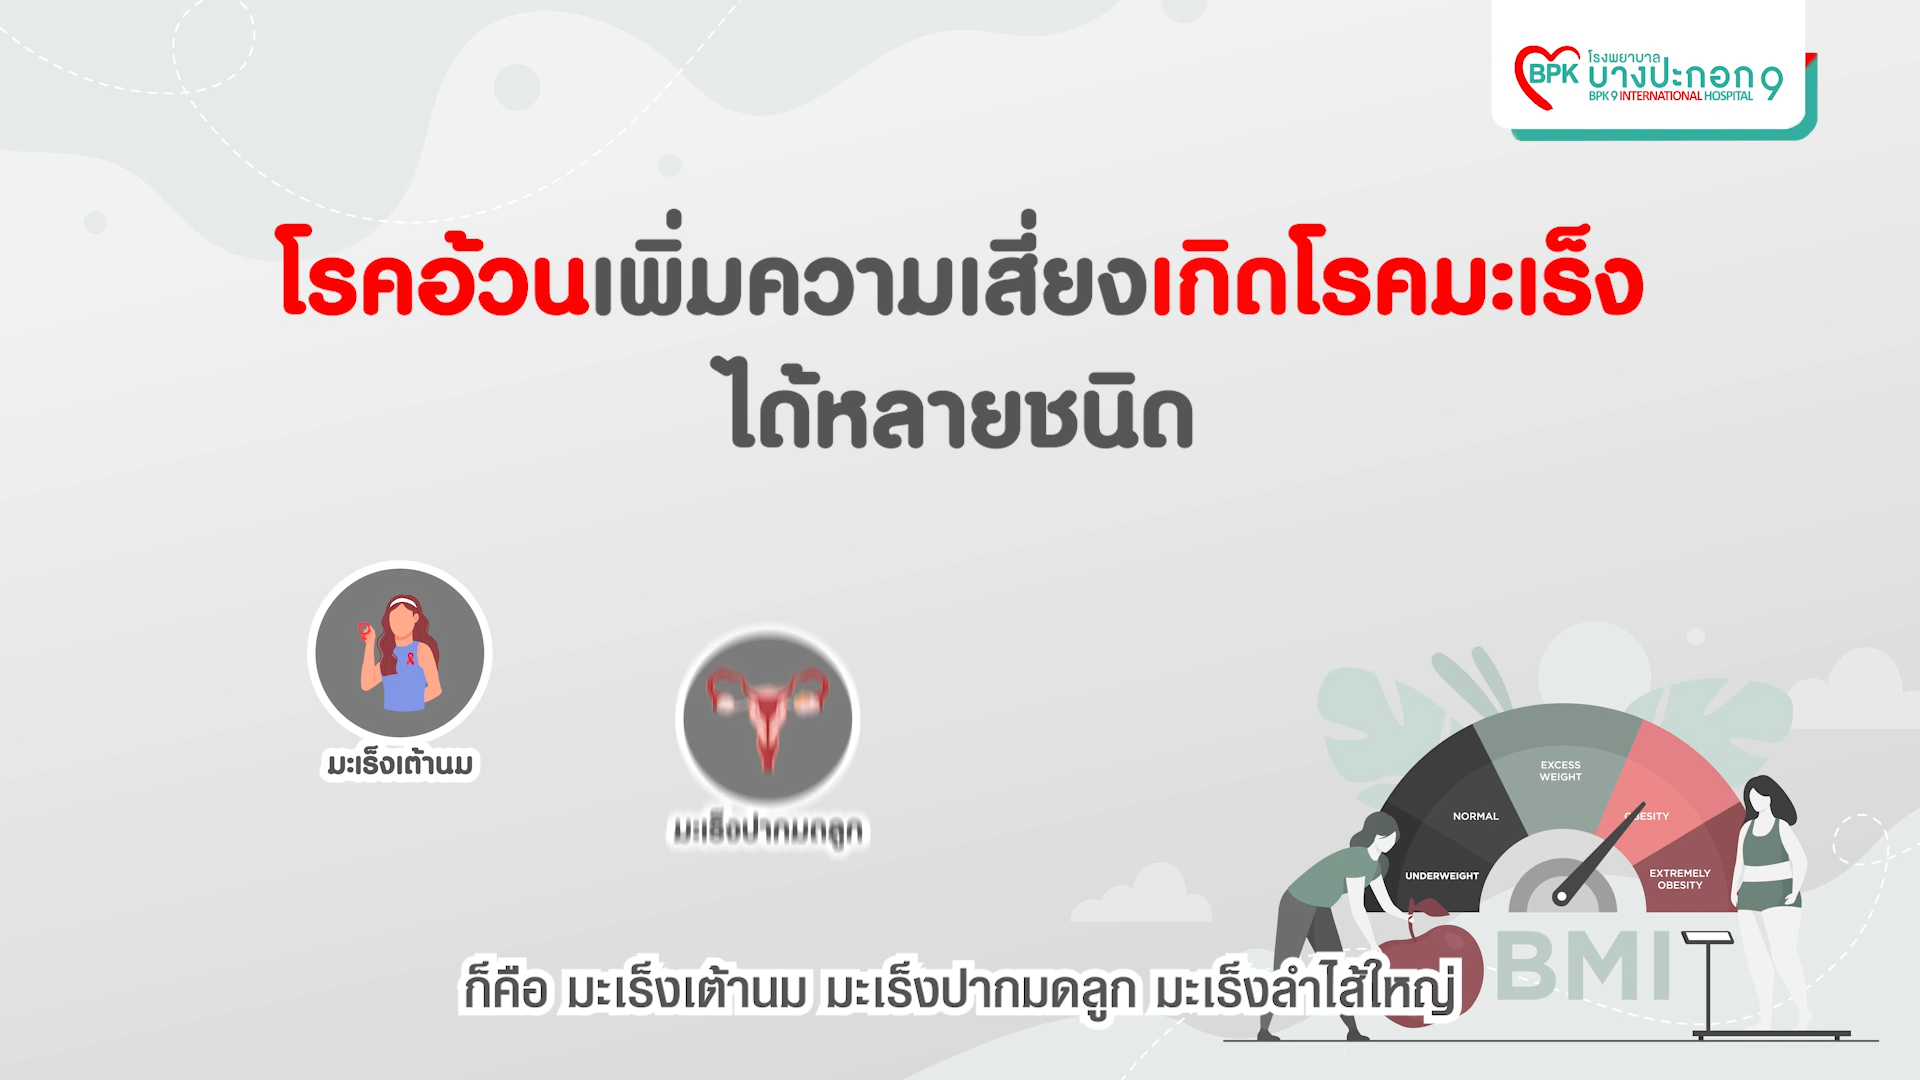 BPK
โรงพยาบาล
บางปะกอก 9
BPK 9 INTERNATIONAL HOSPITAL
โรคอ้วนเพิ่มความเสี่ยงเกิดโรคมะเร็ง
ได้หลายชนิด
มะเร็งเต้านม
มะเร็งปากมดลูก
EXCESS
WEIGHT
NORMAL
OBESITY
UNDERWEIGHT
EXTREMELY
OBESITY
BMI
ก็คือ มะเร็งเต้านม มะเร็งปากมดลูก มะเร็งลำไส้ใหญ่